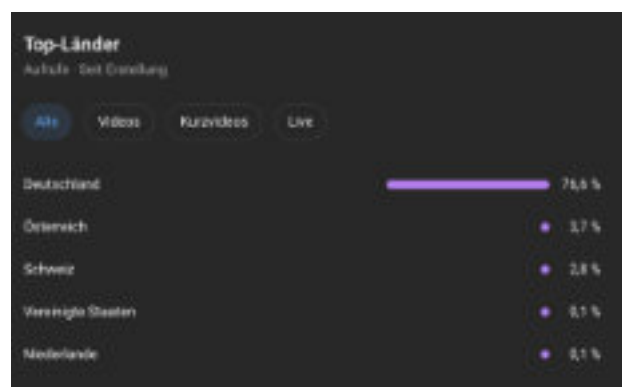 Top-Länder
Aufrufe · Seit Erstellung
Alle Videos Kurzvideos Live
Deutschland 76,6 %
Österreich 3,7 %
Schweiz 2,8 %
Vereinigte Staaten 0,1 %
Niederlande 0,1 %